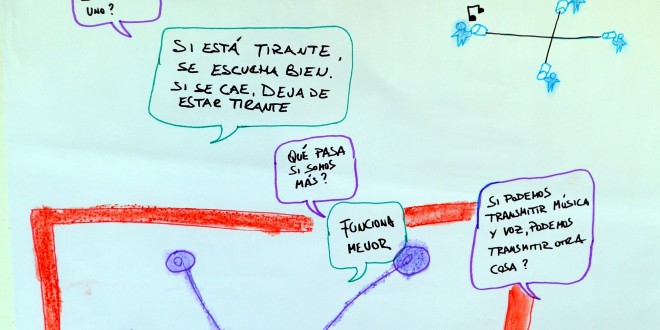 UNO?
SI ESTÁ TIRANTE,
SE ESCUCHA BIEN.
SI SE CAE, DEJA DE
ESTAR TIRANTE
QUÉ PASA
SI SOMOS
MÁS?
FUNCIONA
MEJOR
SI PODEMOS
TRANSMITIR MÚSICA
Y VOZ, PODEMOS
TRANSMITIR OTRA
COSA?